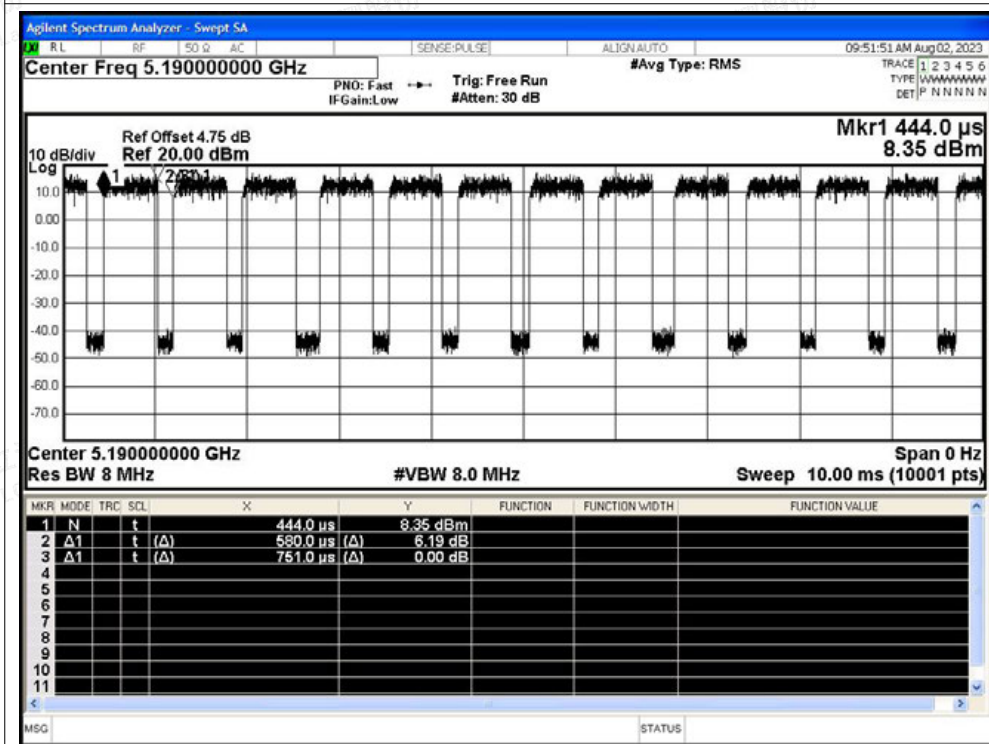 Agilent Spectrum Analyzer - Swept SA
RL RF 50 Ω AC SENSE:PULSE ALIGN AUTO 09:51:51 AM Aug 02, 2023
Center Freq 5.190000000 GHz #Avg Type: RMS TRACE 1 2 3 4 5 6
PNO: Fast Trig: Free Run TYPE WWWWWW
IFGain:Low #Atten: 30 dB DET P N N N N N
Mkr1 444.0 µs
Ref Offset 4.75 dB
10 dB/div Ref 20.00 dBm 8.35 dBm
Log
1
10.0
0.00
-10.0
-20.0
-30.0
-40.0
-50.0
-60.0
-70.0
Center 5.190000000 GHz Span 0 Hz
Res BW 8 MHz #VBW 8.0 MHz Sweep 10.00 ms (10001 pts)
MKR MODE TRC SCL X Y FUNCTION FUNCTION WIDTH FUNCTION VALUE
1 N t 444.0 µs 8.35 dBm
2 Δ1 t (Δ) 580.0 µs (Δ) 6.19 dB
3 Δ1 t (Δ) 751.0 µs (Δ) 0.00 dB
4
5
6
7
8
9
10
11
MSG STATUS